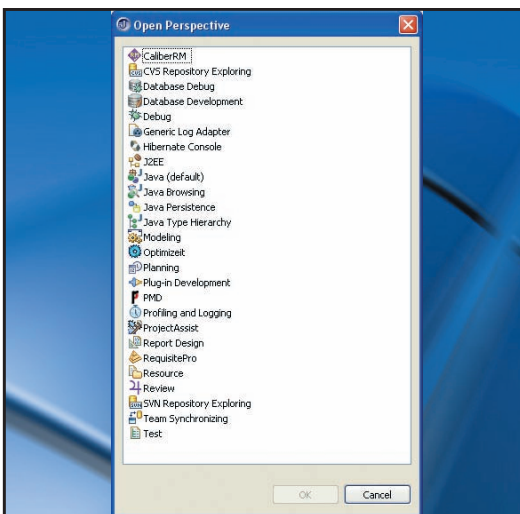 Open Perspective
CaliberRM
CVS Repository Exploring
Database Debug
Database Development
Debug
Generic Log Adapter
Hibernate Console
J2EE
Java (default)
Java Browsing
Java Persistence
Java Type Hierarchy
Modeling
Optimizeit
Planning
Plug-in Development
PMD
Profiling and Logging
ProjectAssist
Report Design
RequisitePro
Resource
Review
SVN Repository Exploring
Team Synchronizing
Test
OK Cancel